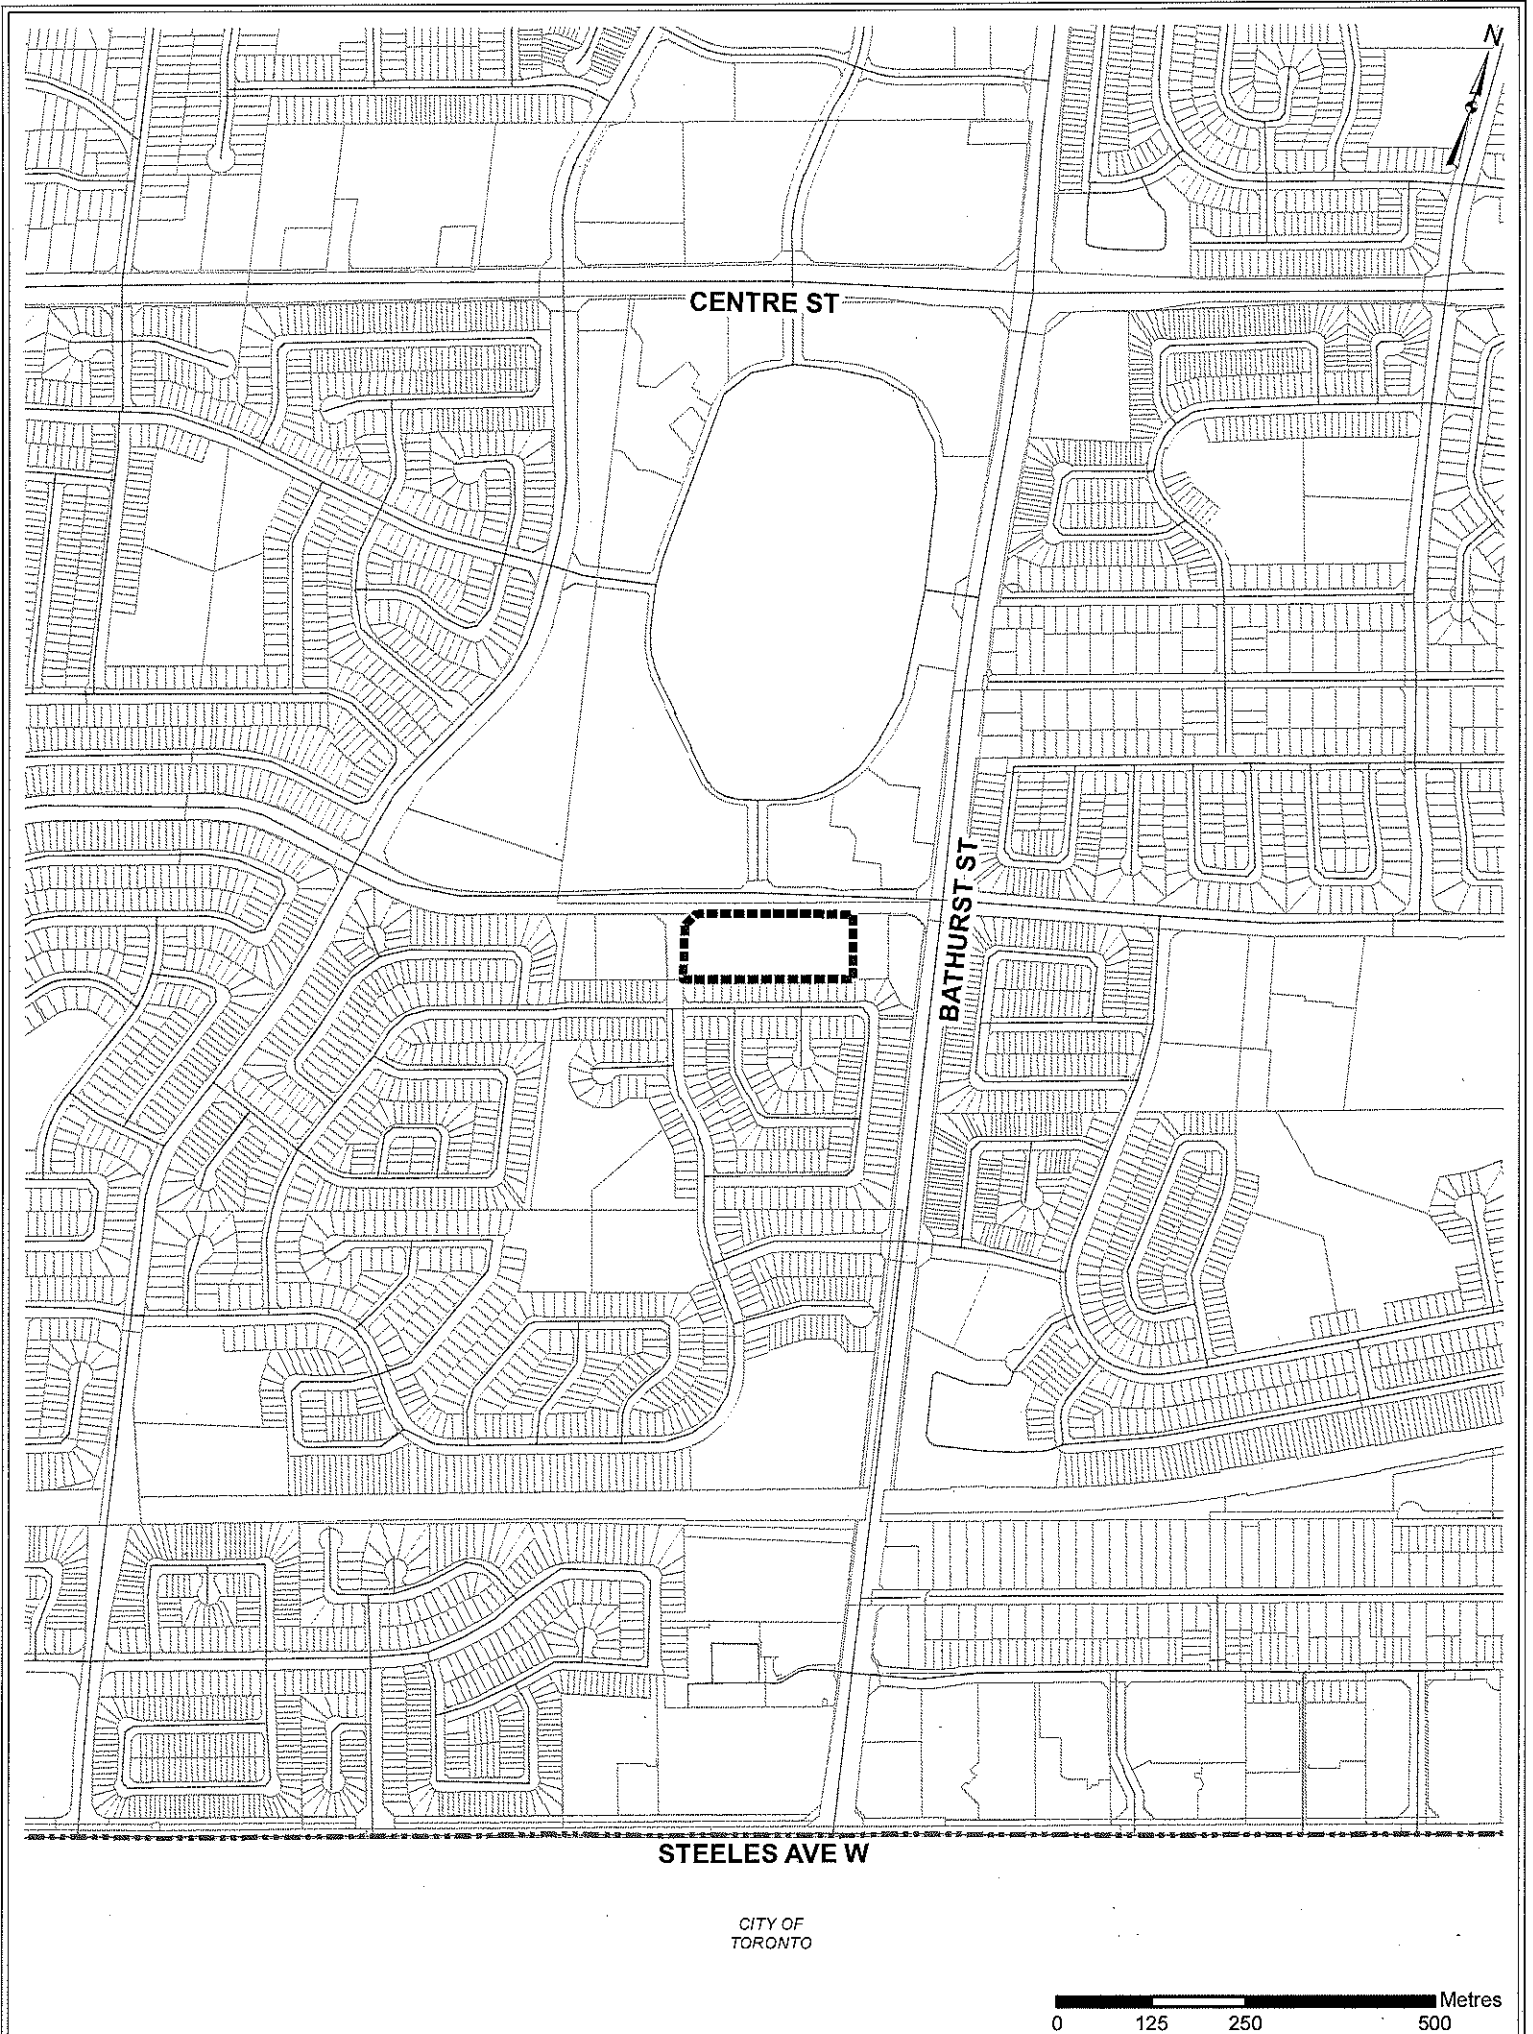 N
CENTRE ST
BATHURST ST
STEELES AVE W
CITY OF
TORONTO
Metres
0 125 250 500